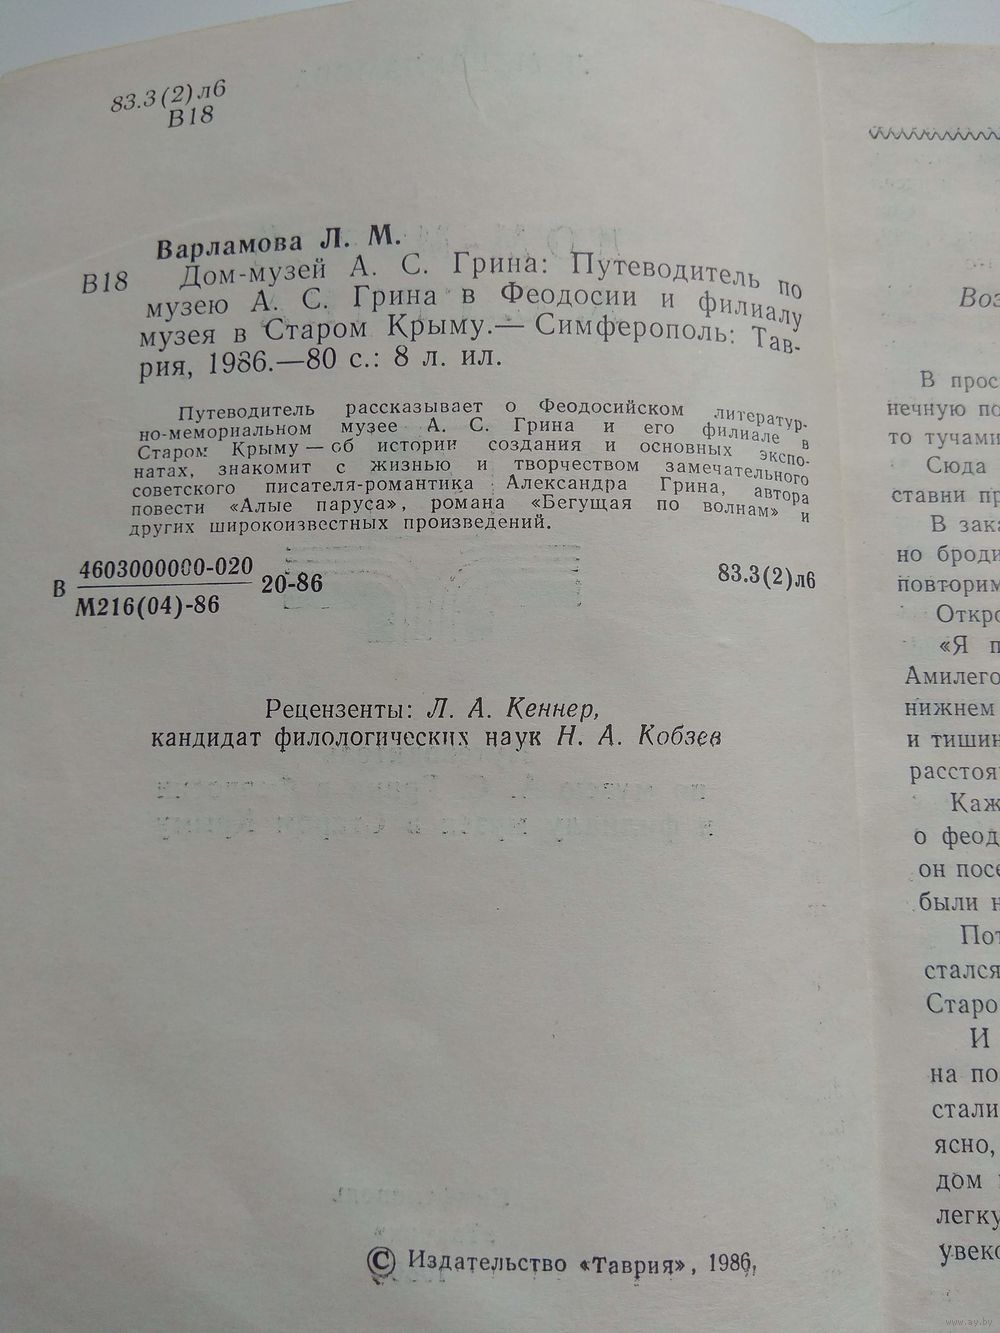 83.3(2)л6
В18
Варламова Л. М.
В18 Дом-музей А. С. Грина: Путеводитель по
музею А. С. Грина в Феодосии и филиалу
музея в Старом Крыму.— Симферополь: Тав-
рия, 1986.—80 с.: 8 л. ил.
Путеводитель рассказывает о Феодосийском литератур-
но-мемориальном музее А. С. Грина и его филиале в
Старом Крыму — об истории создания и основных экспо-
натах, знакомит с жизнью и творчеством замечательного
советского писателя-романтика Александра Грина, автора
повести «Алые паруса», романа «Бегущая по волнам» и
других широкоизвестных произведений.
В 4603000000-020
М216(04)-86 20-86 83.3(2)л6
Рецензенты: Л. А. Кеннер,
кандидат филологических наук Н. А. Кобзев
© Издательство «Таврия», 1986.
Воз
В прос
нечную по
то тучами
Сюда
ставни пр
В зака
но броди
повторим
Откро
«Я п
Амилего
нижнем
и тишин
расстоя
Каж
о феод
он посе
были н
Пот
стался
Старо
И
на по
стали
ясно,
дом
легку
увеко
www.ay.by